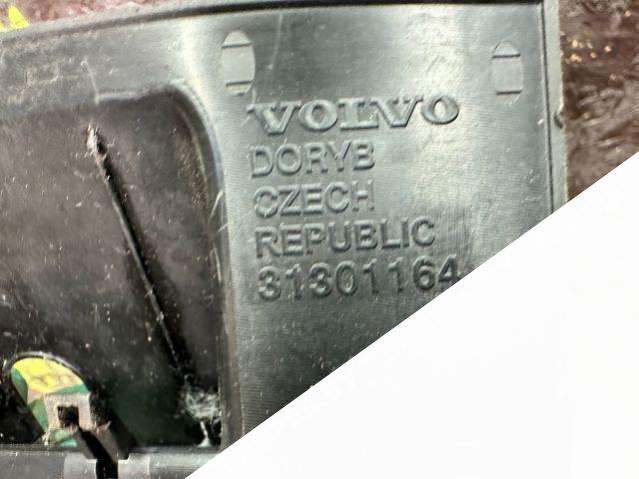 VOLVO
DORYB
CZECH
REPUBLIC
31301164